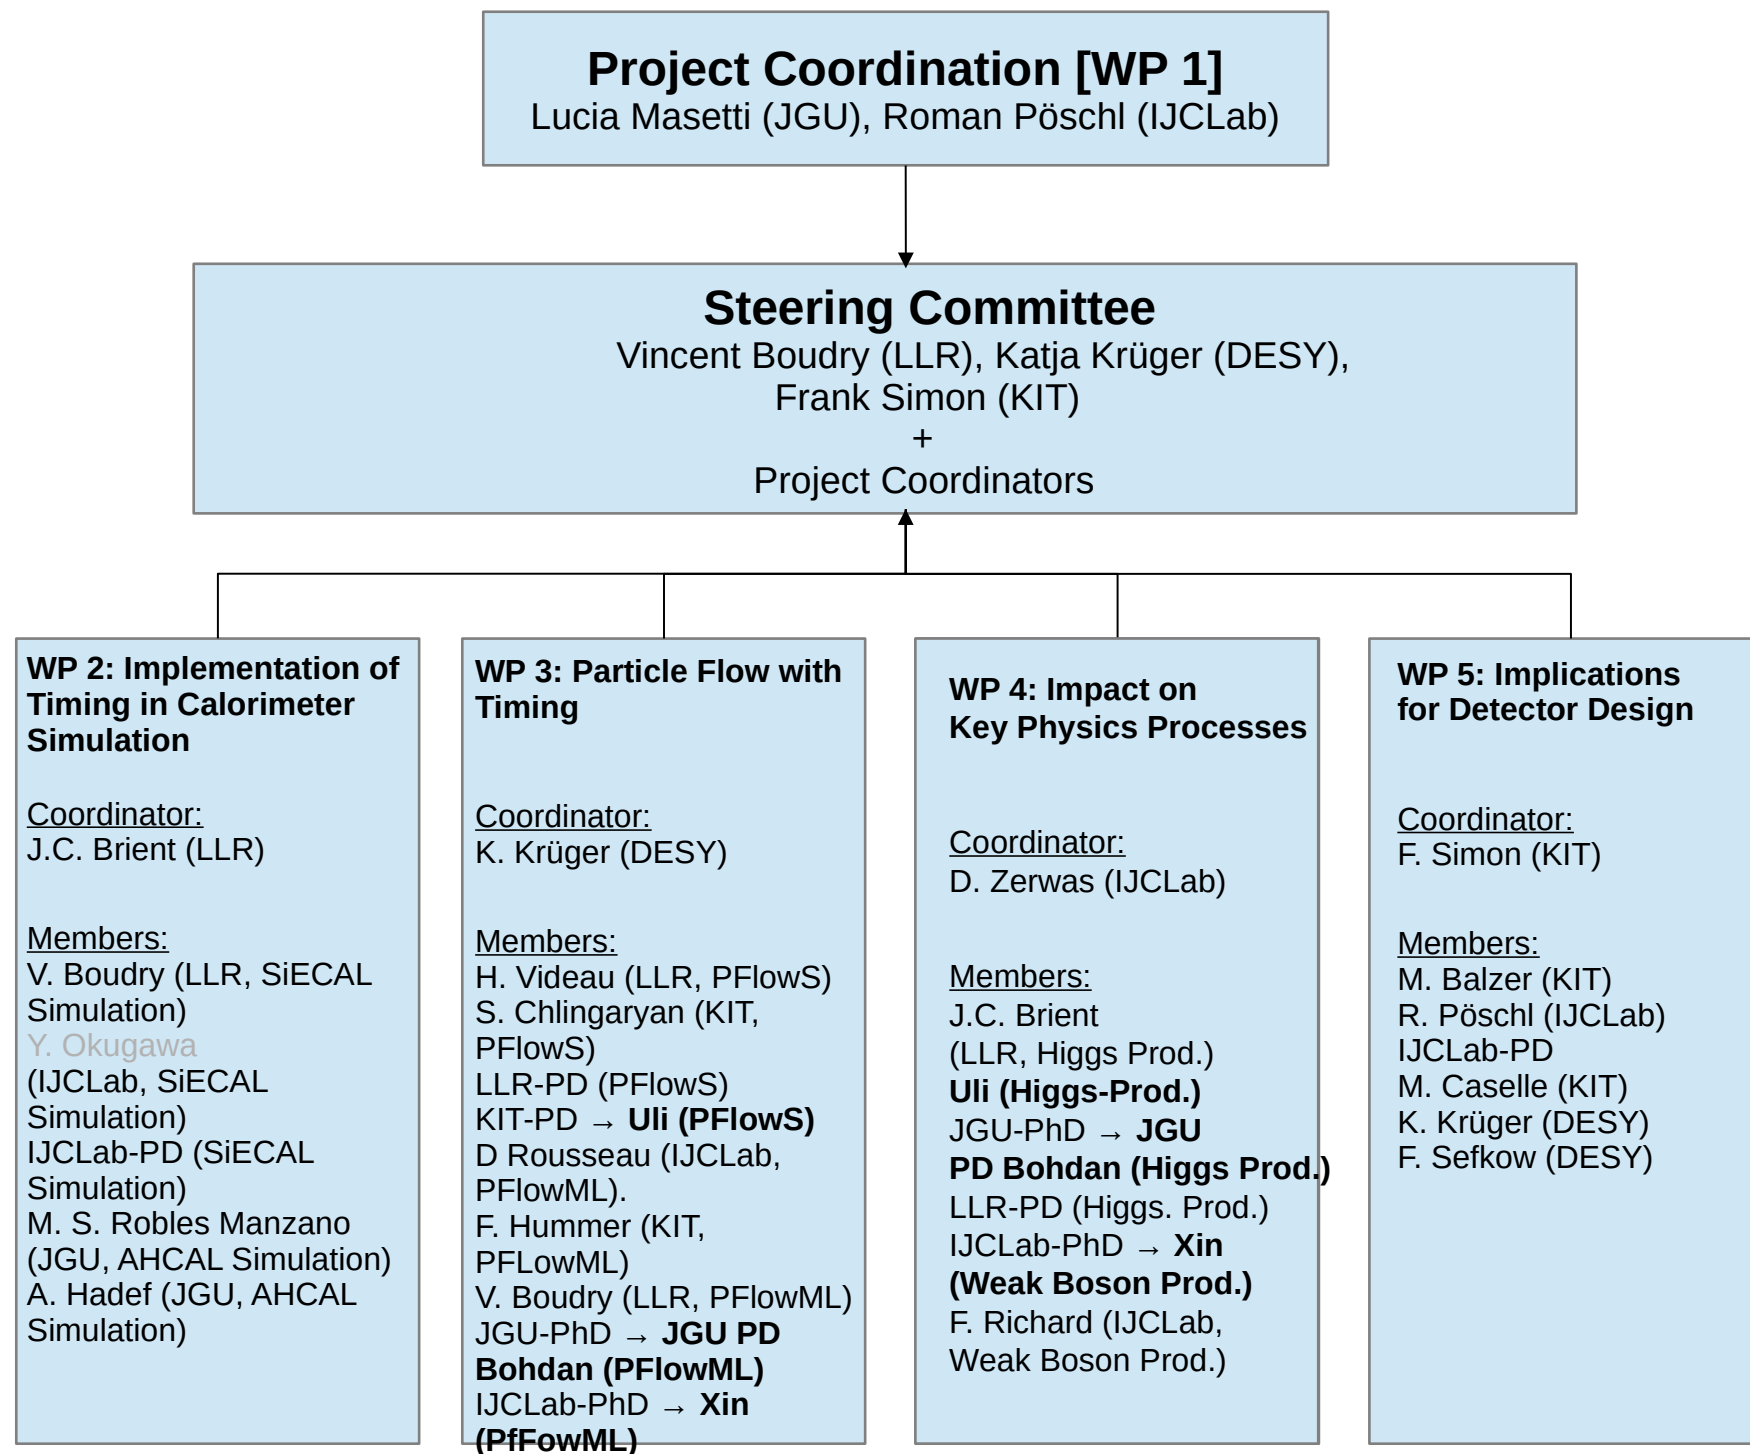 Project Coordination [WP 1]
Lucia Masetti (JGU), Roman Pöschl (IJCLab)
Steering Committee
Vincent Boudry (LLR), Katja Krüger (DESY),
Frank Simon (KIT)
+
Project Coordinators
WP 2: Implementation of
Timing in Calorimeter
Simulation
Coordinator:
J.C. Brient (LLR)
Members:
V. Boudry (LLR, SiECAL
Simulation)
Y. Okugawa
(IJCLab, SiECAL
Simulation)
IJCLab-PD (SiECAL
Simulation)
M. S. Robles Manzano
(JGU, AHCAL Simulation)
A. Hadef (JGU, AHCAL
Simulation)
WP 3: Particle Flow with
Timing
Coordinator:
K. Krüger (DESY)
Members:
H. Videau (LLR, PFlowS)
S. Chlingaryan (KIT,
PFlowS)
LLR-PD (PFlowS)
KIT-PD → Uli (PFlowS)
D Rousseau (IJCLab,
PFlowML).
F. Hummer (KIT,
PFLowML)
V. Boudry (LLR, PFlowML)
JGU-PhD → JGU PD
Bohdan (PFlowML)
IJCLab-PhD → Xin
(PfFowML)
WP 4: Impact on
Key Physics Processes
Coordinator:
D. Zerwas (IJCLab)
Members:
J.C. Brient
(LLR, Higgs Prod.)
Uli (Higgs-Prod.)
JGU-PhD → JGU
PD Bohdan (Higgs Prod.)
LLR-PD (Higgs. Prod.)
IJCLab-PhD → Xin
(Weak Boson Prod.)
F. Richard (IJCLab,
Weak Boson Prod.)
WP 5: Implications
for Detector Design
Coordinator:
F. Simon (KIT)
Members:
M. Balzer (KIT)
R. Pöschl (IJCLab)
IJCLab-PD
M. Caselle (KIT)
K. Krüger (DESY)
F. Sefkow (DESY)